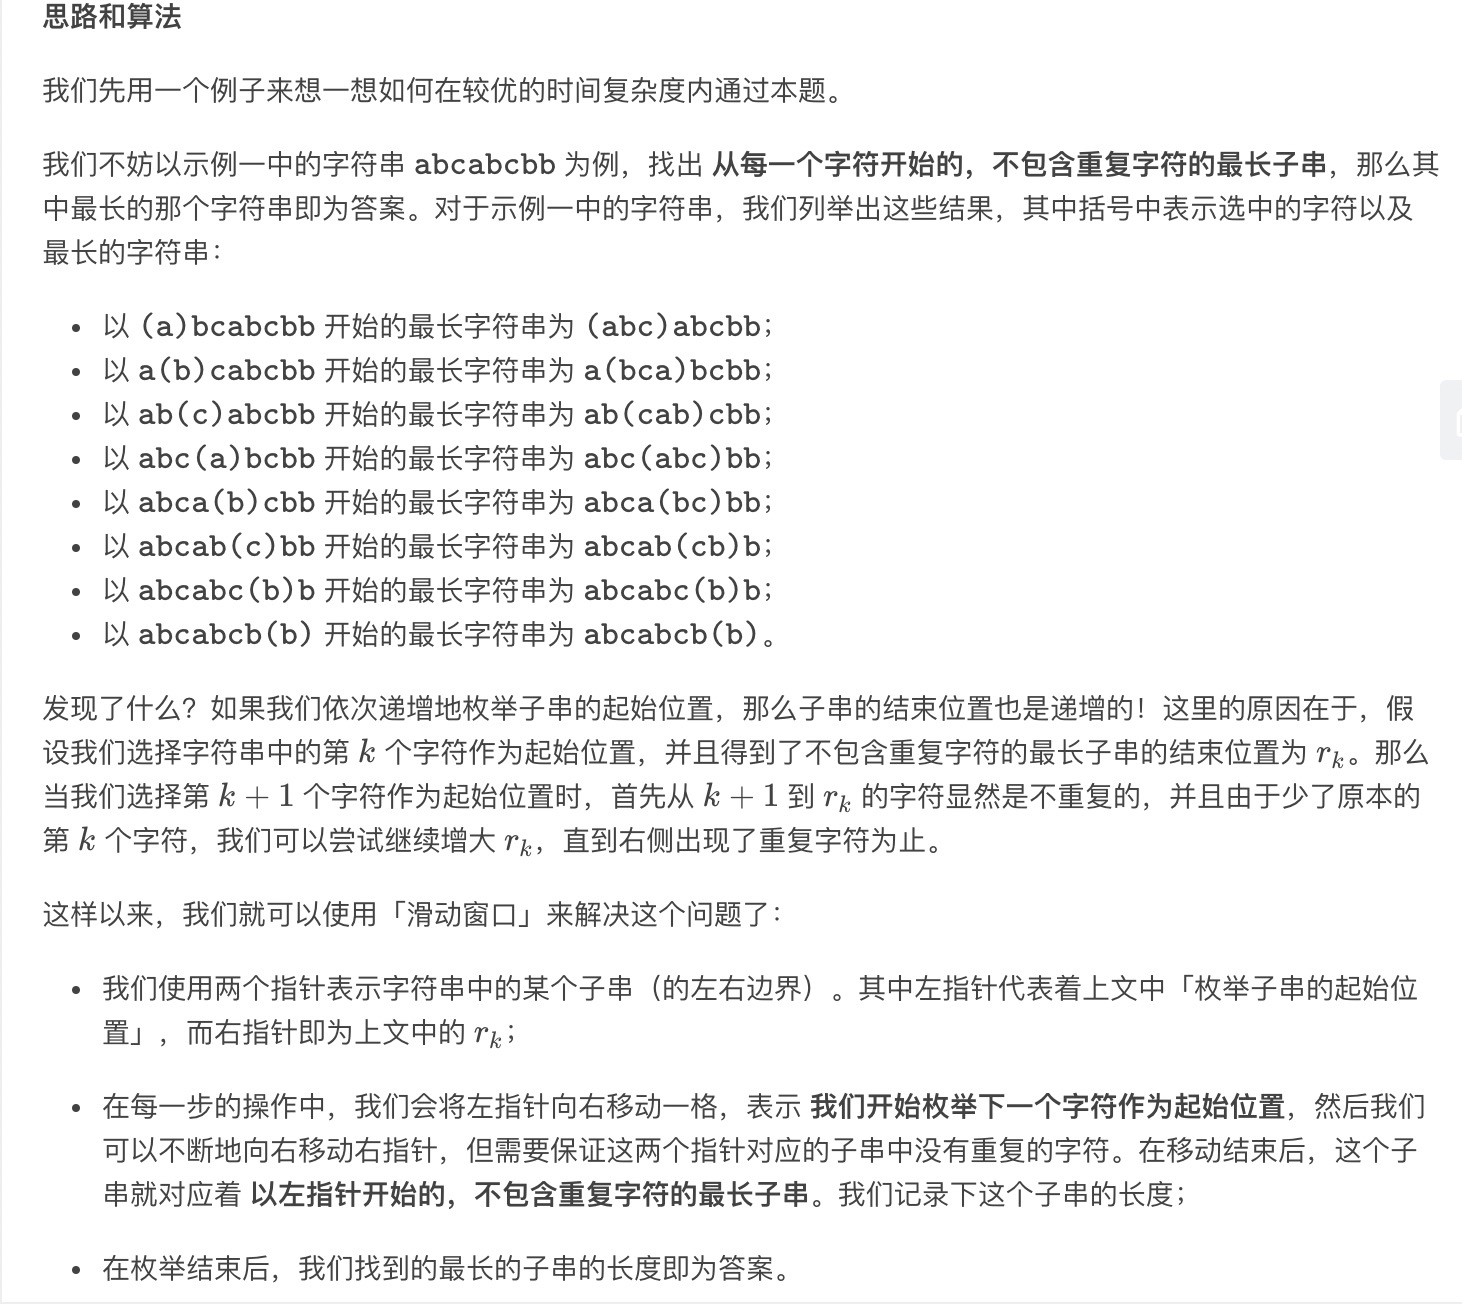 思路和算法
我们先用一个例子来想一想如何在较优的时间复杂度内通过本题。
我们不妨以示例一中的字符串 abcabcbb 为例，找出 从每一个字符开始的，不包含重复字符的最长子串，那么其
中最长的那个字符串即为答案。对于示例一中的字符串，我们列举出这些结果，其中括号中表示选中的字符以及
最长的字符串：
• 以 (a)bcabcbb 开始的最长字符串为 (abc)abcbb；
• 以 a(b)cabcbb 开始的最长字符串为 a(bca)bcbb；
• 以 ab(c)abcbb 开始的最长字符串为 ab(cab)cbb；
• 以 abc(a)bcbb 开始的最长字符串为 abc(abc)bb；
• 以 abca(b)cbb 开始的最长字符串为 abca(bc)bb；
• 以 abcab(c)bb 开始的最长字符串为 abcab(cb)b；
• 以 abcabc(b)b 开始的最长字符串为 abcabc(b)b；
• 以 abcabcb(b) 开始的最长字符串为 abcabcb(b)。
发现了什么？如果我们依次递增地枚举子串的起始位置，那么子串的结束位置也是递增的！这里的原因在于，假
设我们选择字符串中的第 k 个字符作为起始位置，并且得到了不包含重复字符的最长子串的结束位置为 r_k。那么
当我们选择第 k + 1 个字符作为起始位置时，首先从 k + 1 到 r_k 的字符显然是不重复的，并且由于少了原本的
第 k 个字符，我们可以尝试继续增大 r_k，直到右侧出现了重复字符为止。
这样以来，我们就可以使用「滑动窗口」来解决这个问题了：
• 我们使用两个指针表示字符串中的某个子串（的左右边界）。其中左指针代表着上文中「枚举子串的起始位
置」，而右指针即为上文中的 r_k；
• 在每一步的操作中，我们会将左指针向右移动一格，表示 我们开始枚举下一个字符作为起始位置，然后我们
可以不断地向右移动右指针，但需要保证这两个指针对应的子串中没有重复的字符。在移动结束后，这个子
串就对应着 以左指针开始的，不包含重复字符的最长子串。我们记录下这个子串的长度；
• 在枚举结束后，我们找到的最长的子串的长度即为答案。